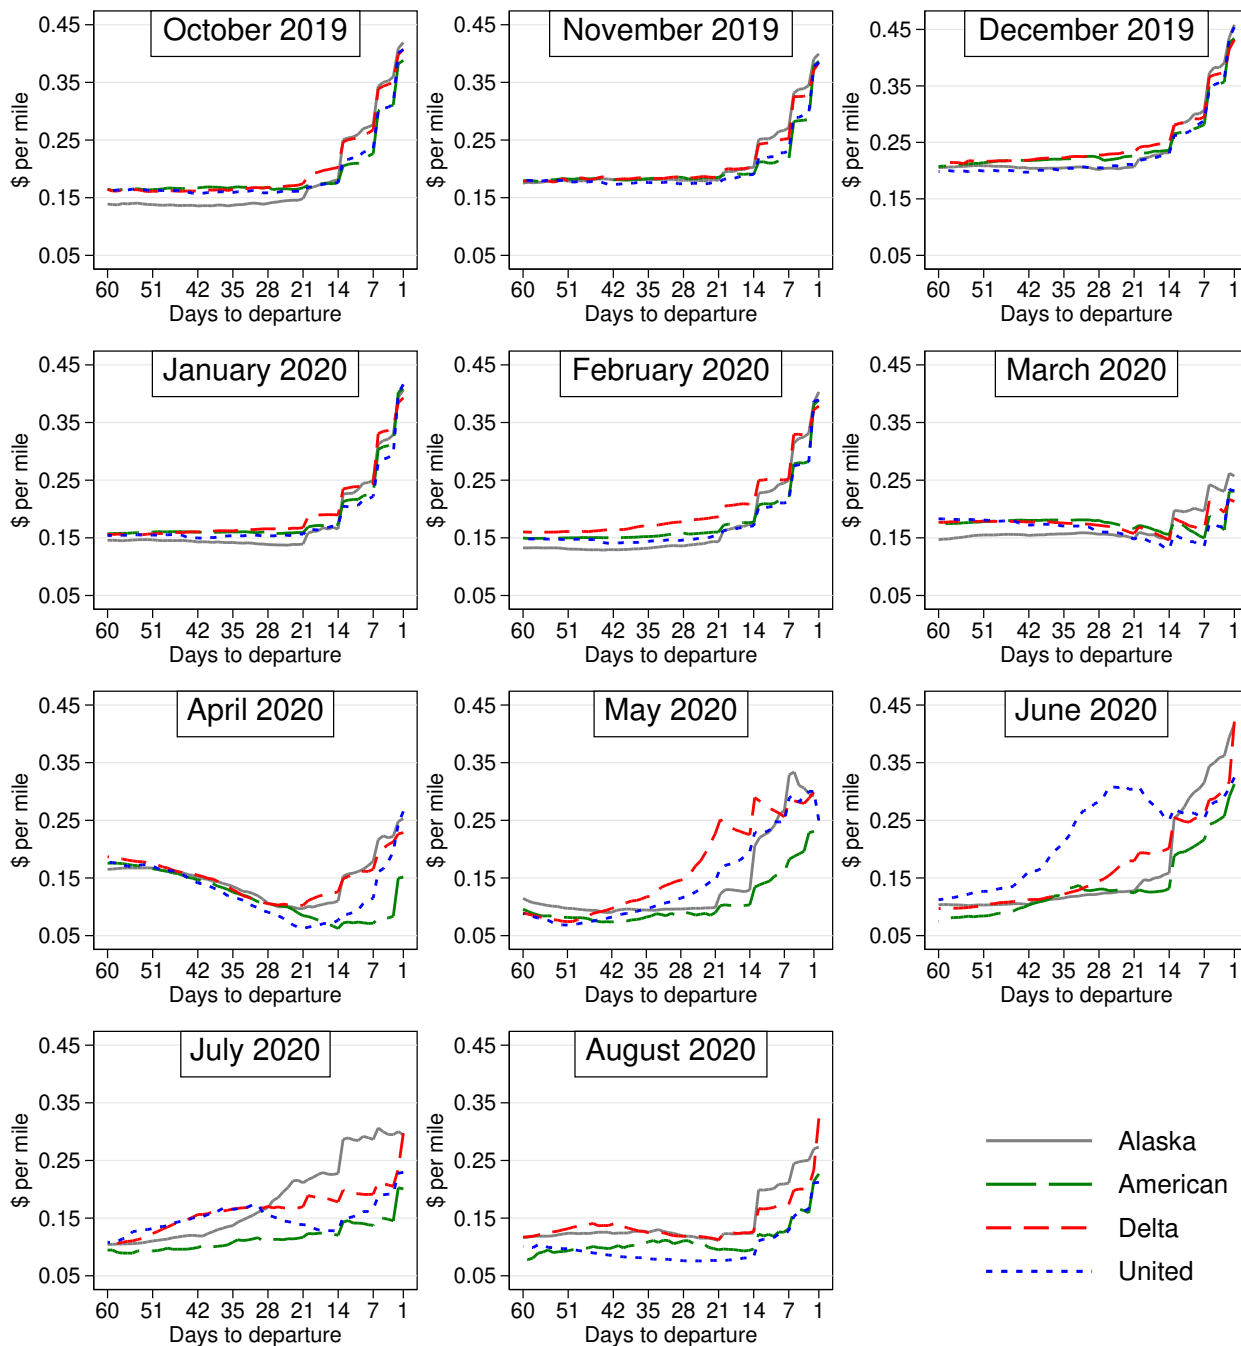 October 2019
November 2019
December 2019
$ per mile
0.45
0.35
0.25
0.15
0.05
60 51 42 35 28 21 14 7 1
Days to departure
$ per mile
0.45
0.35
0.25
0.15
0.05
60 51 42 35 28 21 14 7 1
Days to departure
$ per mile
0.45
0.35
0.25
0.15
0.05
60 51 42 35 28 21 14 7 1
Days to departure
January 2020
February 2020
March 2020
$ per mile
0.45
0.35
0.25
0.15
0.05
60 51 42 35 28 21 14 7 1
Days to departure
$ per mile
0.45
0.35
0.25
0.15
0.05
60 51 42 35 28 21 14 7 1
Days to departure
$ per mile
0.45
0.35
0.25
0.15
0.05
60 51 42 35 28 21 14 7 1
Days to departure
April 2020
May 2020
June 2020
$ per mile
0.45
0.35
0.25
0.15
0.05
60 51 42 35 28 21 14 7 1
Days to departure
$ per mile
0.45
0.35
0.25
0.15
0.05
60 51 42 35 28 21 14 7 1
Days to departure
$ per mile
0.45
0.35
0.25
0.15
0.05
60 51 42 35 28 21 14 7 1
Days to departure
July 2020
August 2020
$ per mile
0.45
0.35
0.25
0.15
0.05
60 51 42 35 28 21 14 7 1
Days to departure
$ per mile
0.45
0.35
0.25
0.15
0.05
60 51 42 35 28 21 14 7 1
Days to departure
Alaska
American
Delta
United